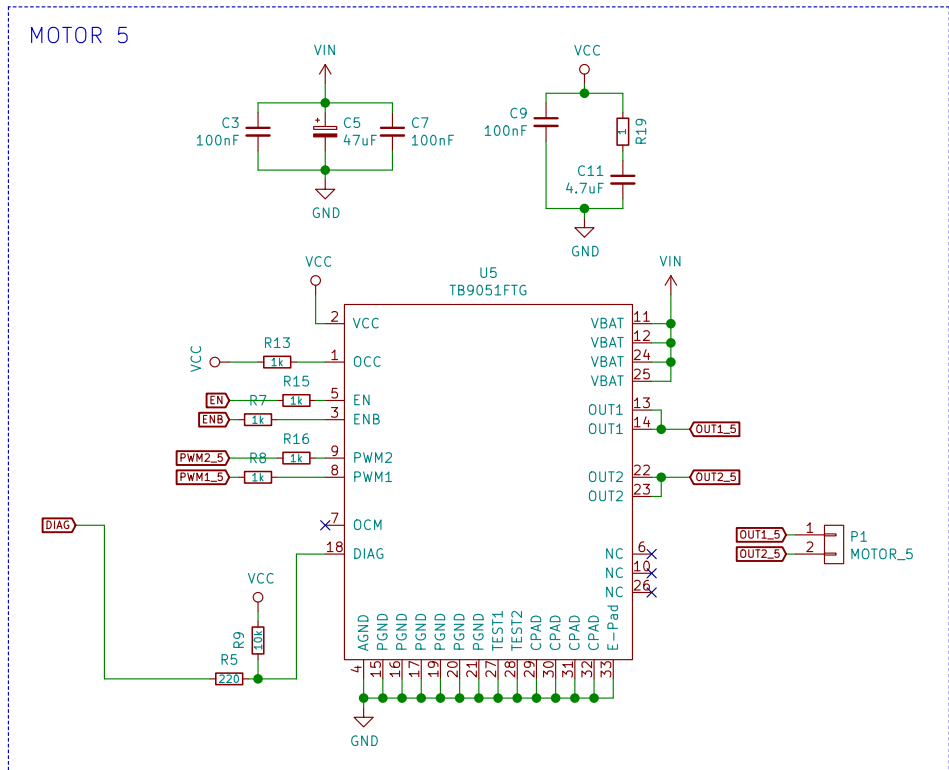 MOTOR 5
VIN
VCC
C3
100nF
+
C5
47uF
C7
100nF
C9
100nF
1
R19
C11
4.7uF
GND
GND
VCC
U5
TB9051FTG
VIN
2 VCC
VBAT 11
VBAT 12
VCC
R13
1k
1 OCC
VBAT 24
VBAT 25
EN
R15
1k
5 EN
OUT1 13
ENB
R7
1k
3 ENB
OUT1 14
OUT1_5
PWM2_5
R16
1k
9 PWM2
PWM1_5
R8
1k
8 PWM1
OUT2 22
OUT2_5
OUT2 23
DIAG
7 OCM
18 DIAG
NC 6
NC 10
NC 26
OUT1_5 1
P1
OUT2_5 2
MOTOR_5
VCC
R9
10k
R5
220
AGND
PGND
PGND
PGND
PGND
PGND
PGND
TEST1
TEST2
CPAD
CPAD
CPAD
CPAD
E-Pad
4
15
16
17
19
20
21
27
28
29
30
31
32
33
GND